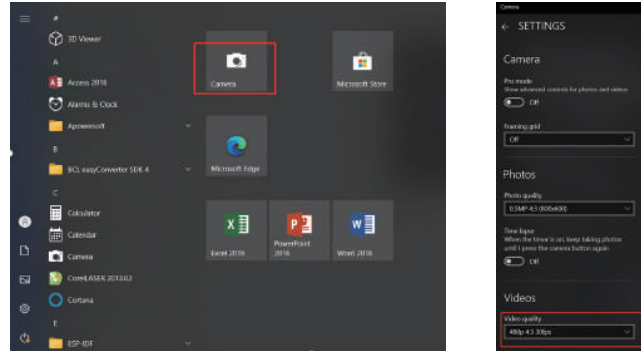 #
3D Viewer
A
Access 2016
Alarms & Clock
Apowersoft
B
BCL easyConverter SDK 4
C
Calculator
Calendar
Camera
CorelLASER 2013.02
Cortana
E
ESP-IDF
Camera
Microsoft Store
Microsoft Edge
Excel 2016
PowerPoint
2016
Word 2016
Camera
SETTINGS
Camera
Pro mode
Show advanced controls for photos and videos
Off
Framing grid
Off
Photos
Photo quality
0.5MP 4:3 (800x600)
Time lapse
When the timer is on, keep taking photos
until I press the camera button again
Off
Videos
Video quality
480p 4:3 30fps